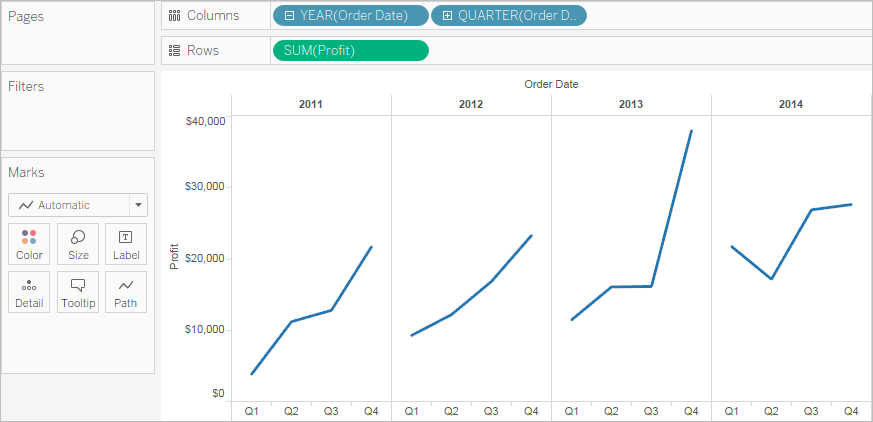 Pages
Columns
YEAR(Order Date)
QUARTER(Order D..
Rows
SUM(Profit)
Filters
Marks
Automatic
Color
Size
Label
Detail
Tooltip
Path
Order Date
2011
2012
2013
2014
Profit
$40,000
$30,000
$20,000
$10,000
$0
Q1 Q2 Q3 Q4 Q1 Q2 Q3 Q4 Q1 Q2 Q3 Q4 Q1 Q2 Q3 Q4